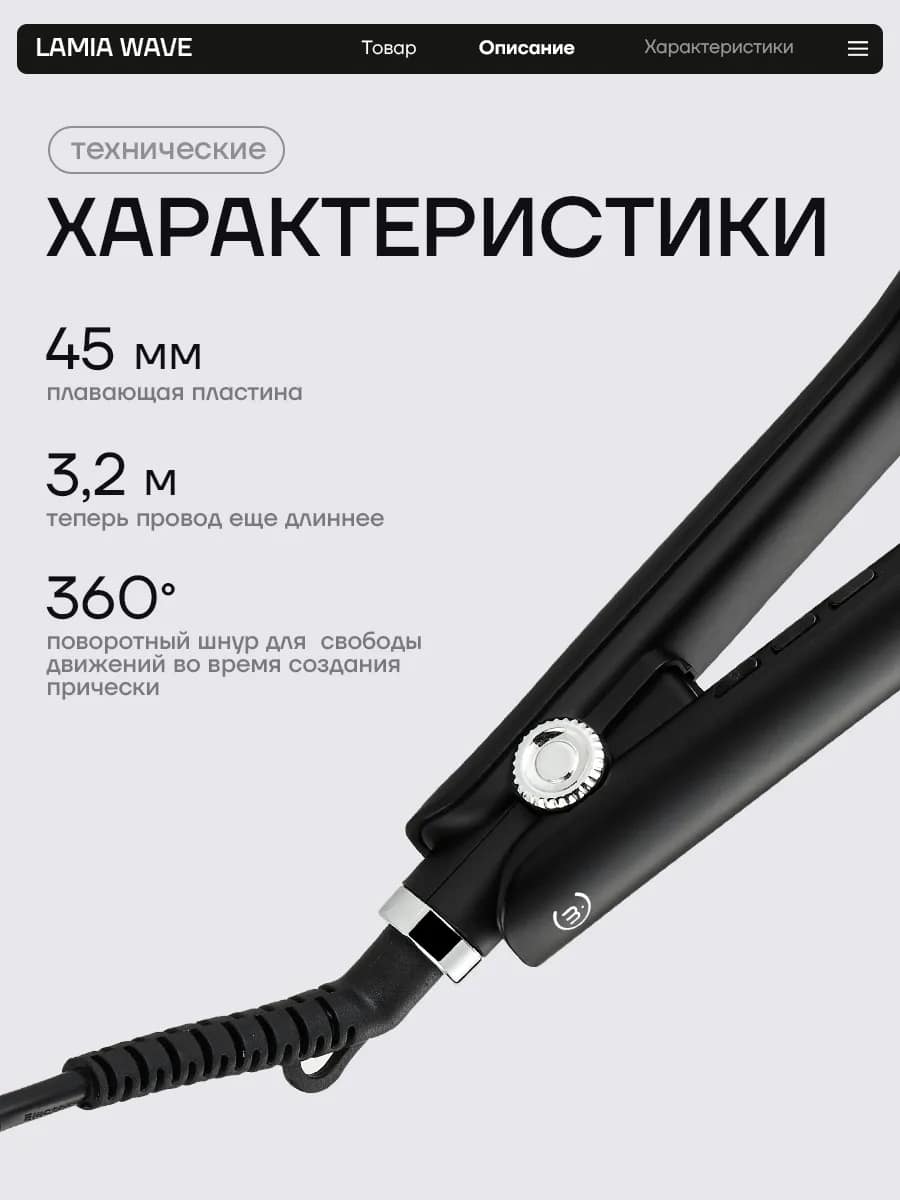 LAMIA WAVE
Товар
Описание
Характеристики
технические
ХАРАКТЕРИСТИКИ
45 мм
плавающая пластина
3,2 м
теперь провод еще длиннее
360°
поворотный шнур для свободы
движений во время создания
прически